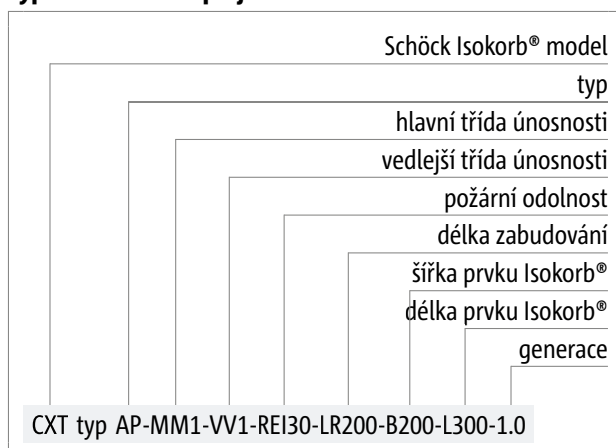 Schöck Isokorb® model
typ
hlavní třída únosnosti
vedlejší třída únosnosti
požární odolnost
délka zabudování
šířka prvku Isokorb®
délka prvku Isokorb®
generace
CXT typ AP-MM1-VV1-REI30-LR200-B200-L300-1.0